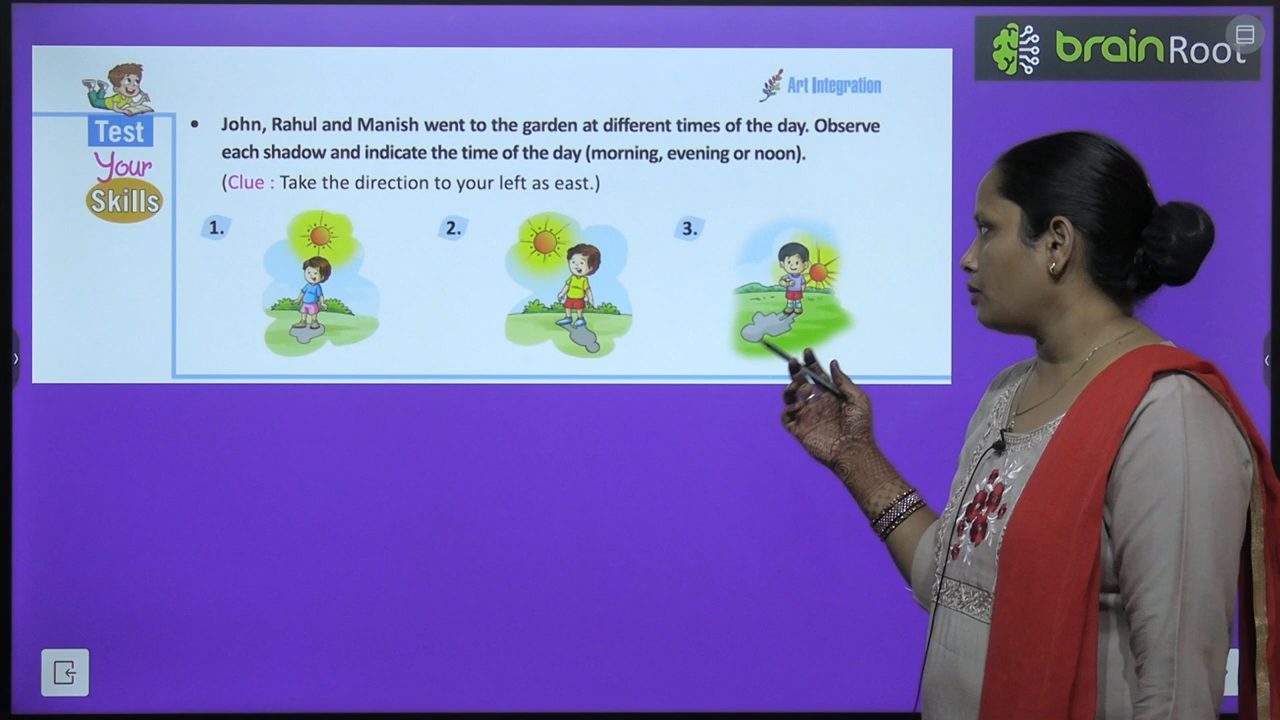 brainRoot
Art Integration
Test
Your
Skills
• John, Rahul and Manish went to the garden at different times of the day. Observe
each shadow and indicate the time of the day (morning, evening or noon).
(Clue : Take the direction to your left as east.)
1. 2. 3.